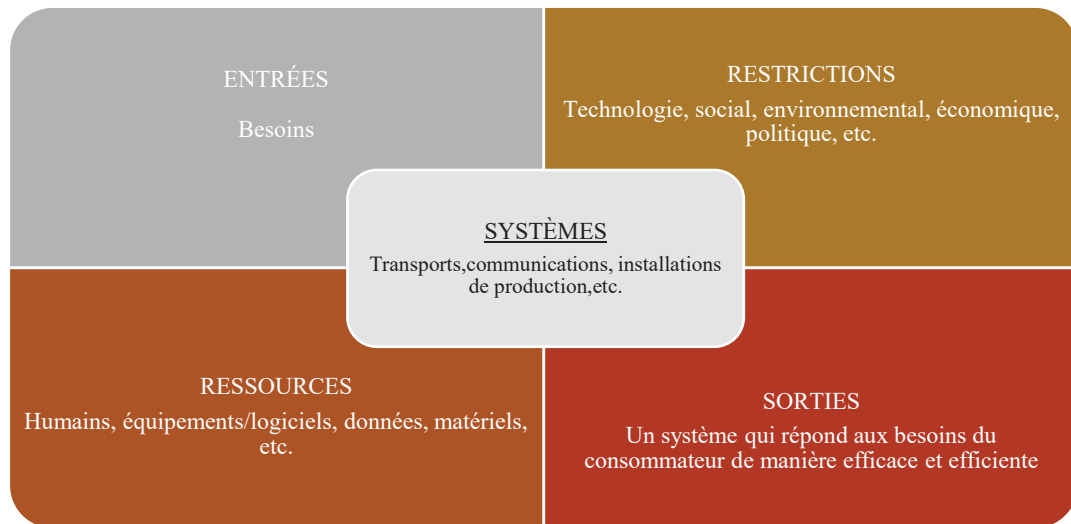 ENTRÉES
Besoins
RESTRICTIONS
Technologie, social, environnemental, économique,
politique, etc.
SYSTÈMES
Transports,communications, installations
de production,etc.
RESSOURCES
Humains, équipements/logiciels, données, matériels,
etc.
SORTIES
Un système qui répond aux besoins du
consommateur de manière efficace et efficiente